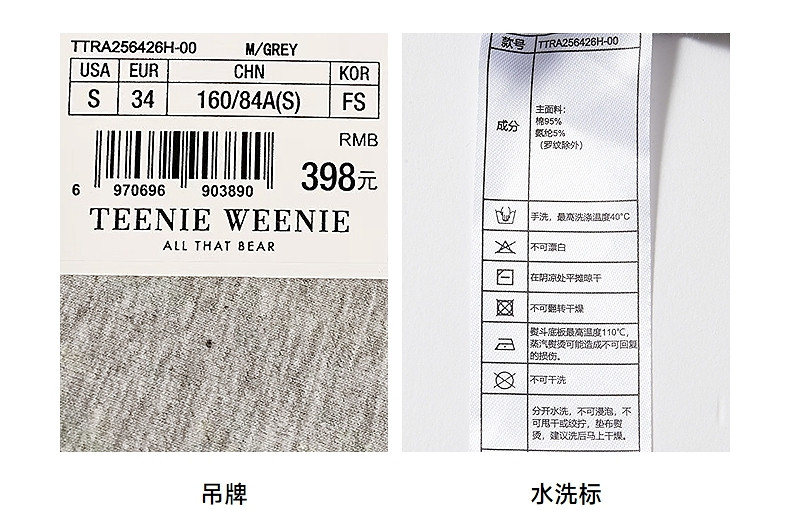 TTRA256426H-00 M/GREY
USA EUR CHN KOR
S 34 160/84A(S) FS
RMB
398元
6 970696 903890
TEENIE WEENIE
ALL THAT BEAR
款号 TTRA256426H-00
成分
主面料：
棉95%
氨纶5%
（罗纹除外）
手洗，最高洗涤温度40°C
不可漂白
在阴凉处平摊晾干
不可翻转干燥
熨斗底板最高温度110°C，
蒸汽熨烫可能造成不可回复
的损伤。
不可干洗
分开水洗，不可浸泡，不
可甩干或绞拧，垫布熨
烫，建议洗后马上干燥。
吊牌
水洗标